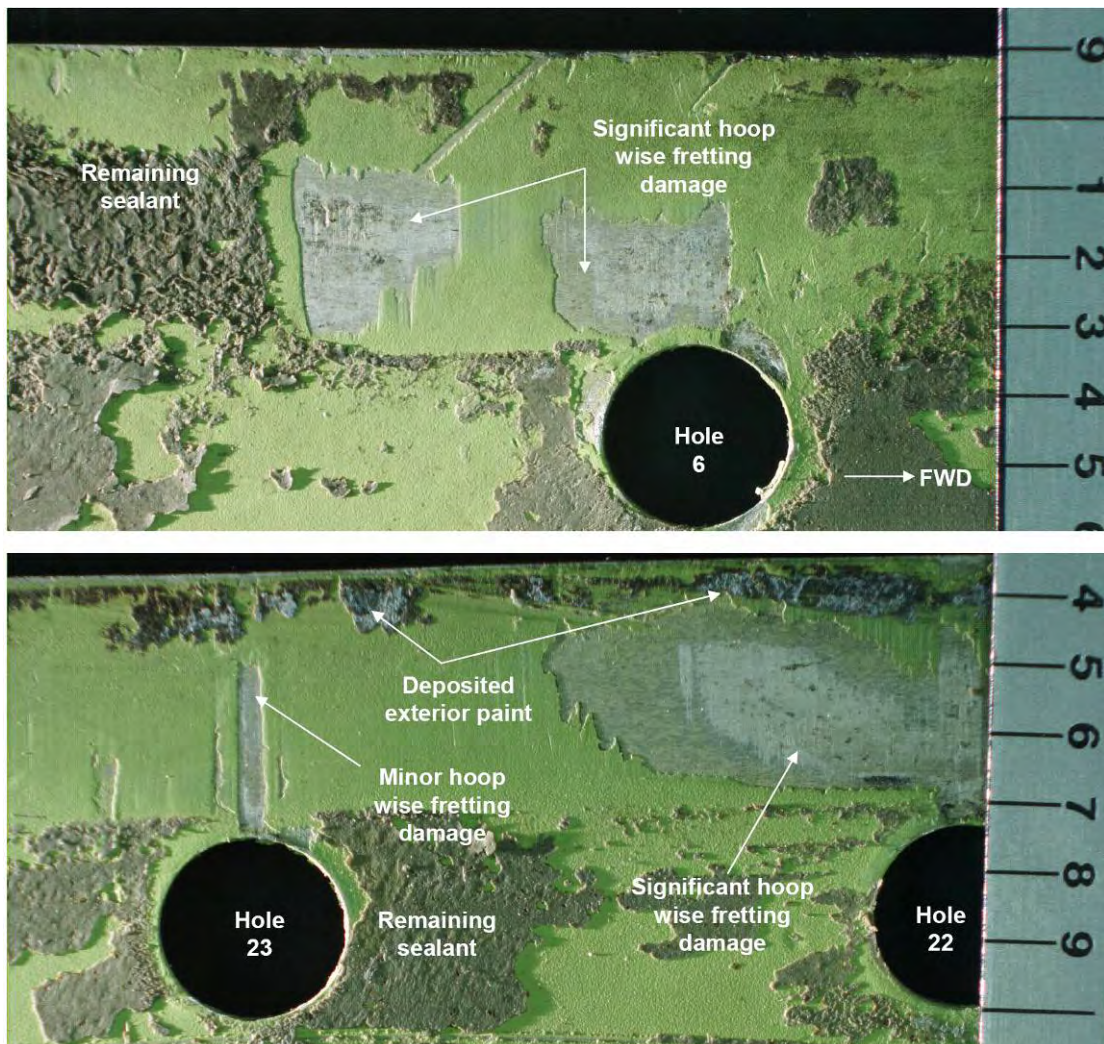 9
Significant hoop
wise fretting
damage
Remaining
sealant
1
2
3
4
Hole
6
5
FWD
4
5
Deposited
exterior paint
6
Minor hoop
wise fretting
damage
7
8
Significant hoop
wise fretting
damage
Hole
23
Remaining
sealant
Hole
22
9